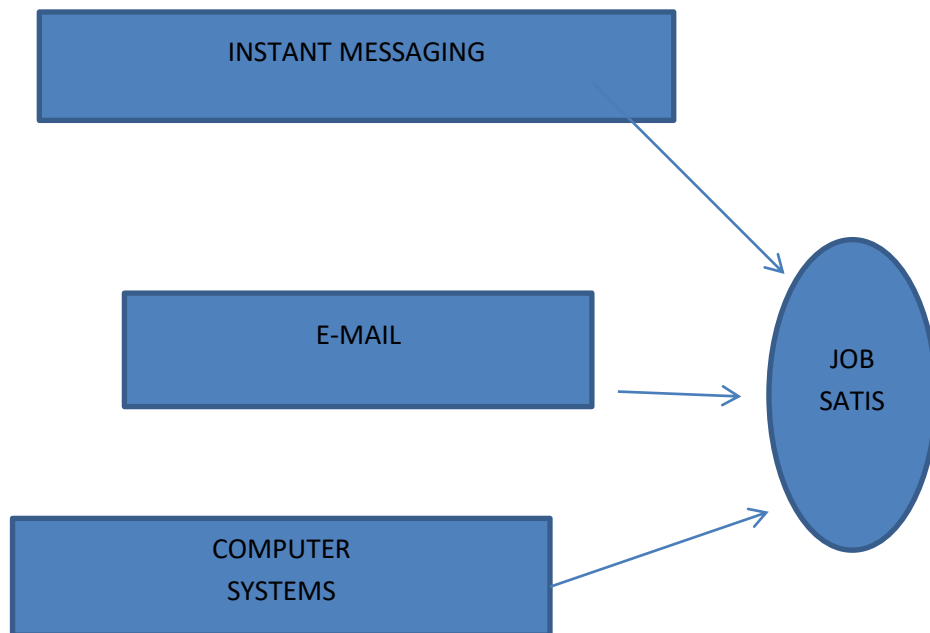 INSTANT MESSAGING
E-MAIL
JOB
SATIS
COMPUTER
SYSTEMS